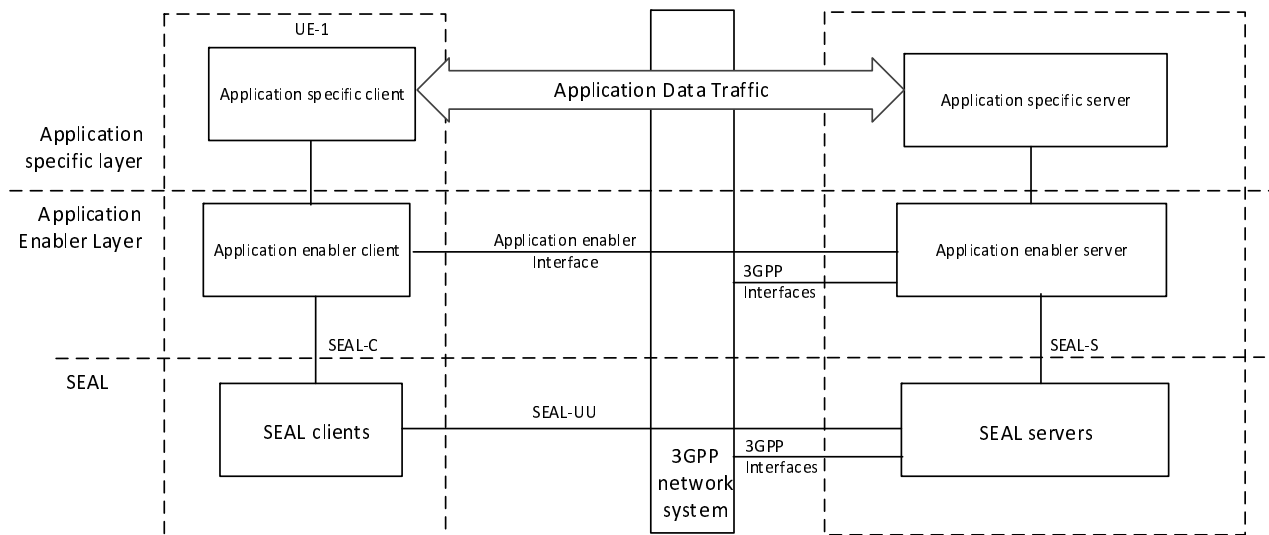 UE-1
Application specific client
Application Data Traffic
Application specific server
Application
specific layer
Application
Enabler Layer
Application enabler client
Application enabler
Interface
Application enabler server
3GPP
Interfaces
SEAL-C
SEAL-S
SEAL
SEAL clients
SEAL-UU
SEAL servers
3GPP
Interfaces
3GPP
network
system